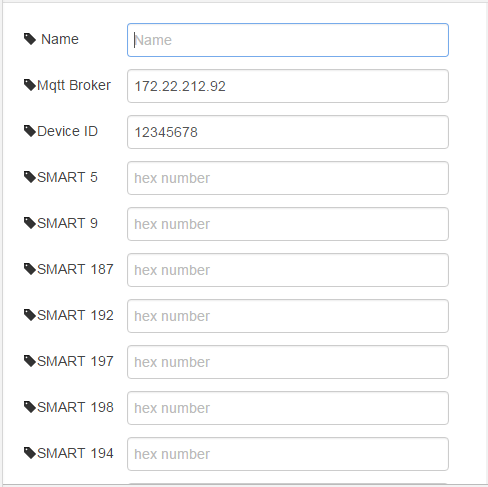 Name Name
Mqtt Broker 172.22.212.92
Device ID 12345678
SMART 5 hex number
SMART 9 hex number
SMART 187 hex number
SMART 192 hex number
SMART 197 hex number
SMART 198 hex number
SMART 194 hex number